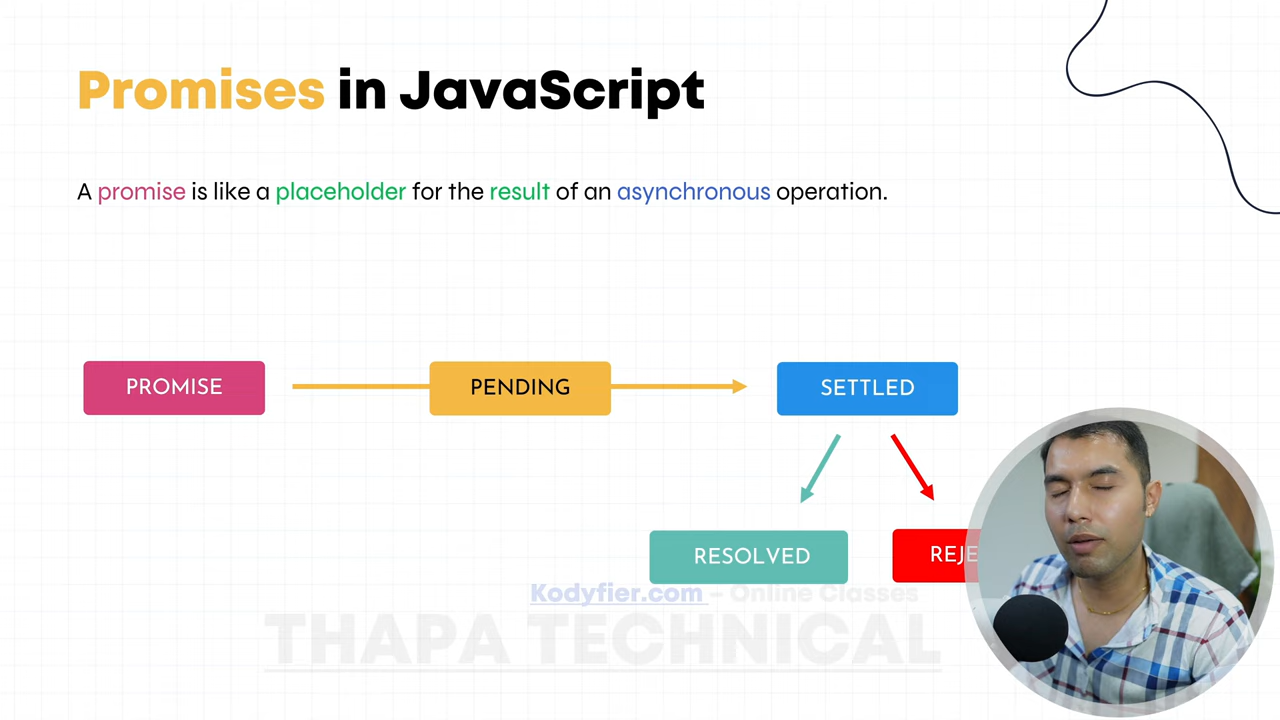 Promises in JavaScript
A promise is like a placeholder for the result of an asynchronous operation.
PROMISE
PENDING
SETTLED
RESOLVED
REJE
Kodyfier.com – Online Classes
THAPA TECHNICAL